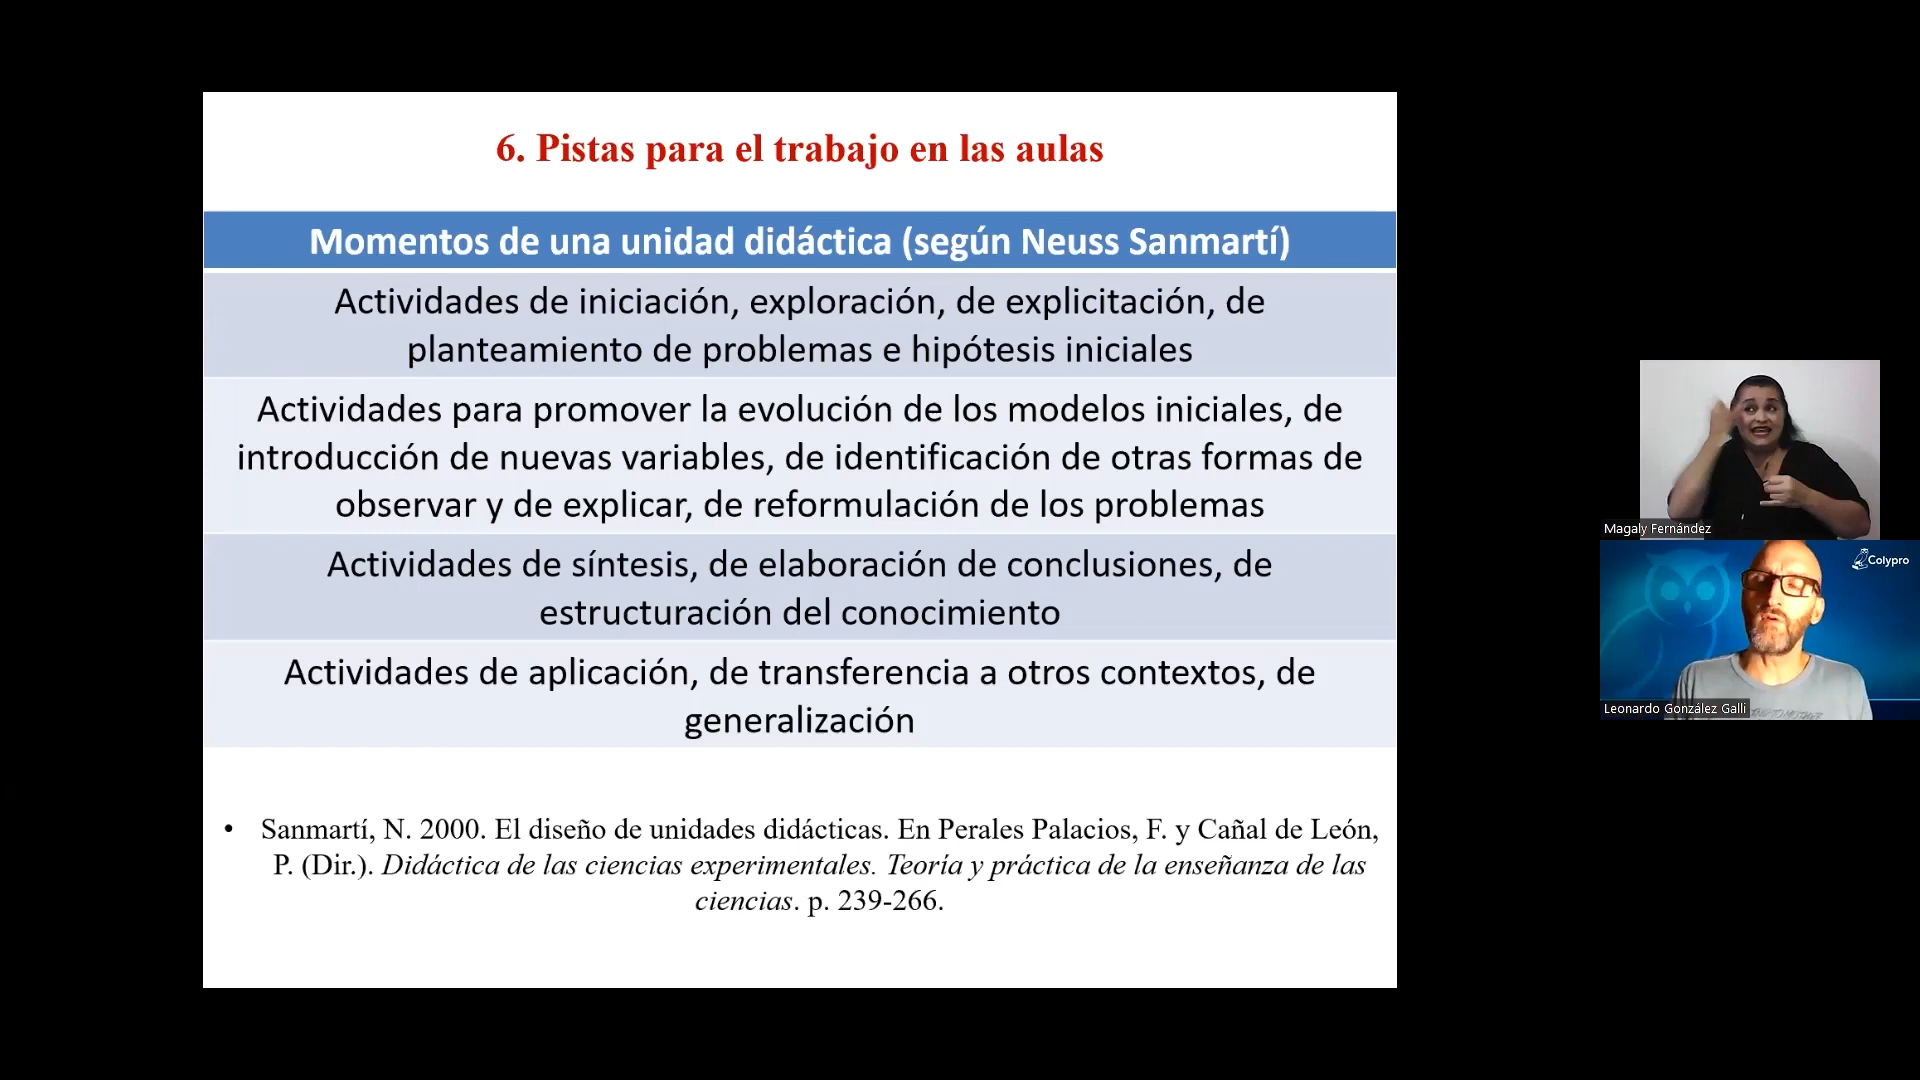 6. Pistas para el trabajo en las aulas
Momentos de una unidad didáctica (según Neuss Sanmartí)
Actividades de iniciación, exploración, de explicitación, de
planteamiento de problemas e hipótesis iniciales
Actividades para promover la evolución de los modelos iniciales, de
introducción de nuevas variables, de identificación de otras formas de
observar y de explicar, de reformulación de los problemas
Actividades de síntesis, de elaboración de conclusiones, de
estructuración del conocimiento
Actividades de aplicación, de transferencia a otros contextos, de
generalización
• Sanmartí, N. 2000. El diseño de unidades didácticas. En Perales Palacios, F. y Cañal de León,
P. (Dir.). Didáctica de las ciencias experimentales. Teoría y práctica de la enseñanza de las
ciencias. p. 239-266.
Magaly Fernández
Colypro
Leonardo González Galli